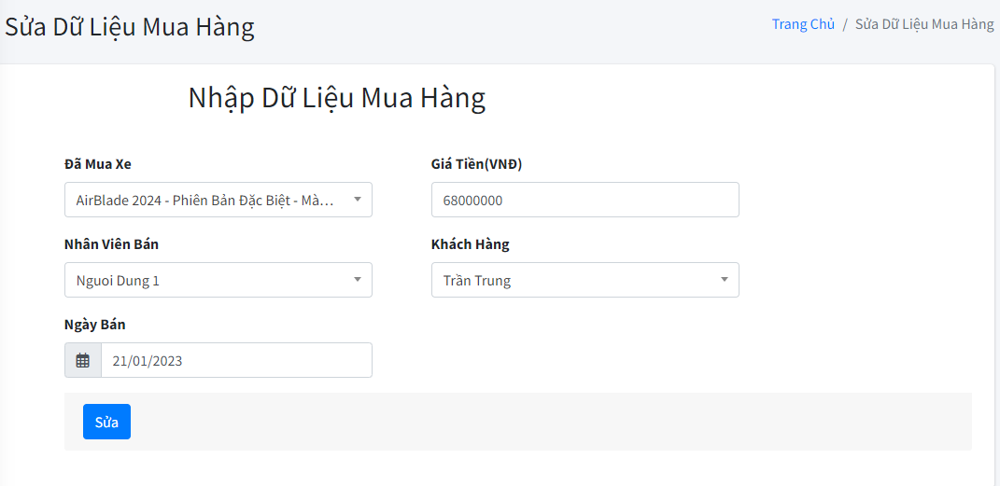 Sửa Dữ Liệu Mua Hàng
Trang Chủ / Sửa Dữ Liệu Mua Hàng
Nhập Dữ Liệu Mua Hàng
Đã Mua Xe
Giá Tiền(VNĐ)
AirBlade 2024 - Phiên Bản Đặc Biệt - Mà...
68000000
Nhân Viên Bán
Khách Hàng
Nguoi Dung 1
Trần Trung
Ngày Bán
21/01/2023
Sửa